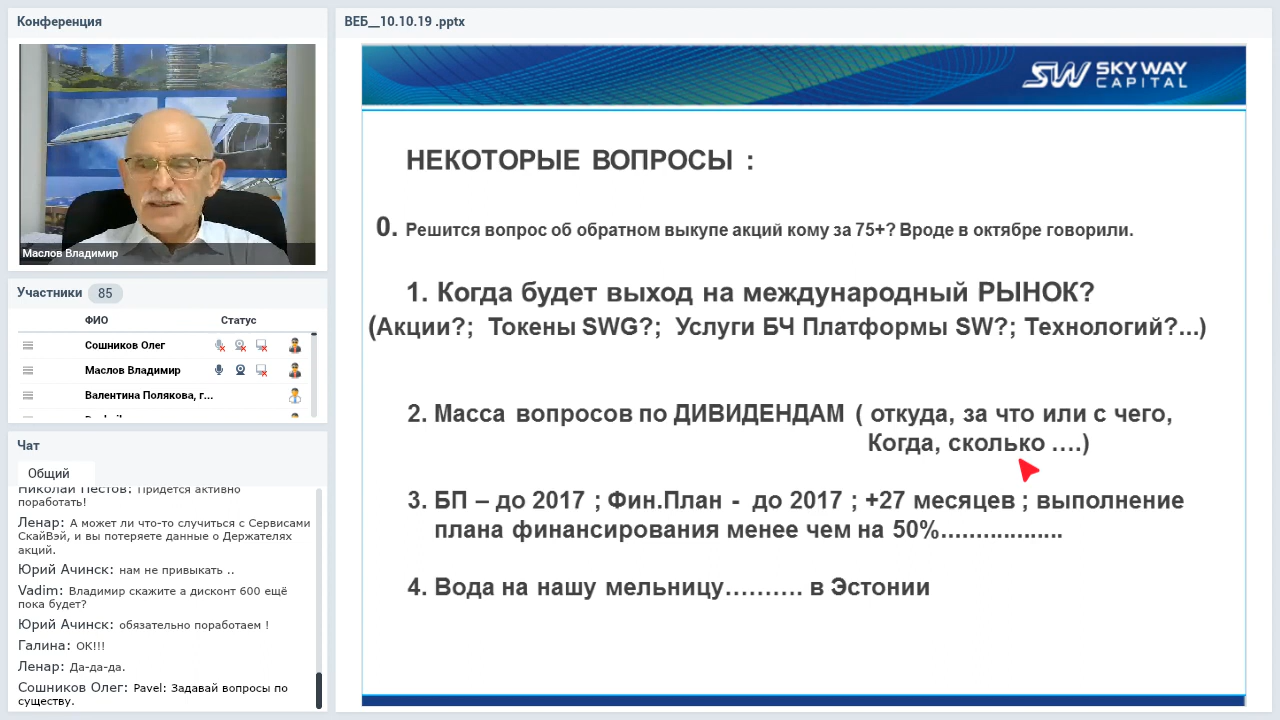 Конференция
Маслов Владимир
Участники 85
ФИО Статус
Сошников Олег
Маслов Владимир
Валентина Полякова, г...
Чат
Общий
Николай Пестов: Придется активно
поработать!
Ленар: А может ли что-то случиться с Сервисами
СкайВэй, и вы потеряете данные о Держателях
акций.
Юрий Ачинск: нам не привыкать ..
Vadim: Владимир скажите а дисконт 600 ещё
пока будет?
Юрий Ачинск: обязательно поработаем !
Галина: ОК!!!
Ленар: Да-да-да.
Сошников Олег: Pavel: Задавай вопросы по
существу.
ВЕБ__10.10.19 .pptx
SW SKY WAY
CAPITAL
НЕКОТОРЫЕ ВОПРОСЫ :
0. Решится вопрос об обратном выкупе акций кому за 75+? Вроде в октябре говорили.
1. Когда будет выход на международный РЫНОК?
(Акции?; Токены SWG?; Услуги БЧ Платформы SW?; Технологий?...)
2. Масса вопросов по ДИВИДЕНДАМ ( откуда, за что или с чего,
Когда, сколько ….)
3. БП – до 2017 ; Фин.План - до 2017 ; +27 месяцев ; выполнение
плана финансирования менее чем на 50%.................
4. Вода на нашу мельницу………. в Эстонии